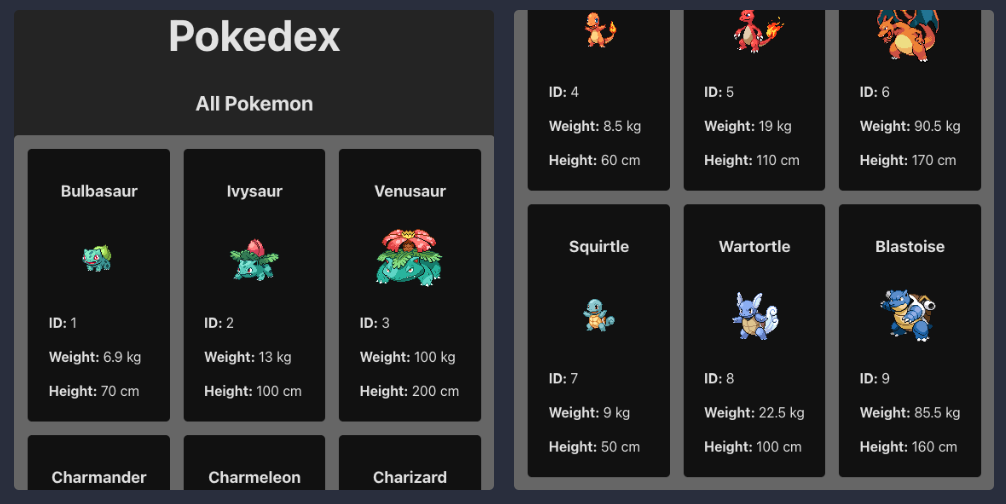 Pokedex
All Pokemon
Bulbasaur
Ivysaur
Venusaur
ID: 1
ID: 2
ID: 3
Weight: 6.9 kg
Weight: 13 kg
Weight: 100 kg
Height: 70 cm
Height: 100 cm
Height: 200 cm
Charmander
Charmeleon
Charizard
ID: 4
ID: 5
ID: 6
Weight: 8.5 kg
Weight: 19 kg
Weight: 90.5 kg
Height: 60 cm
Height: 110 cm
Height: 170 cm
Squirtle
Wartortle
Blastoise
ID: 7
ID: 8
ID: 9
Weight: 9 kg
Weight: 22.5 kg
Weight: 85.5 kg
Height: 50 cm
Height: 100 cm
Height: 160 cm